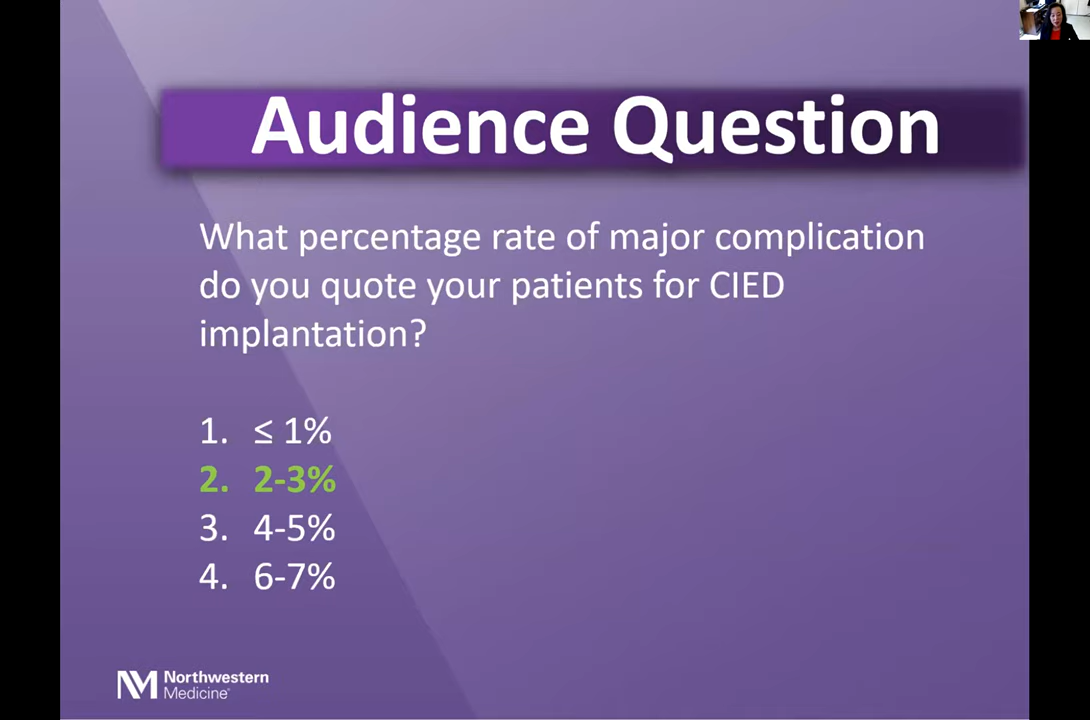 Audience Question
What percentage rate of major complication
do you quote your patients for CIED
implantation?
1. ≤ 1%
2. 2-3%
3. 4-5%
4. 6-7%
Northwestern
Medicine